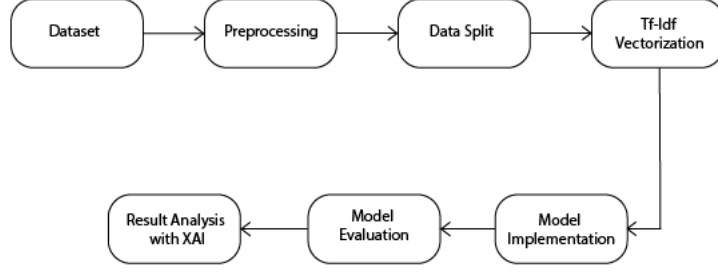 Dataset
Preprocessing
Data Split
Tf-Idf
Vectorization
Model
Implementation
Model
Evaluation
Result Analysis
with XAI